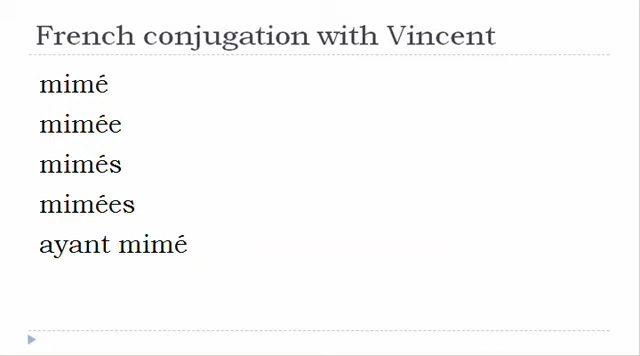 French conjugation with Vincent
mimé
mimée
mimés
mimées
ayant mimé